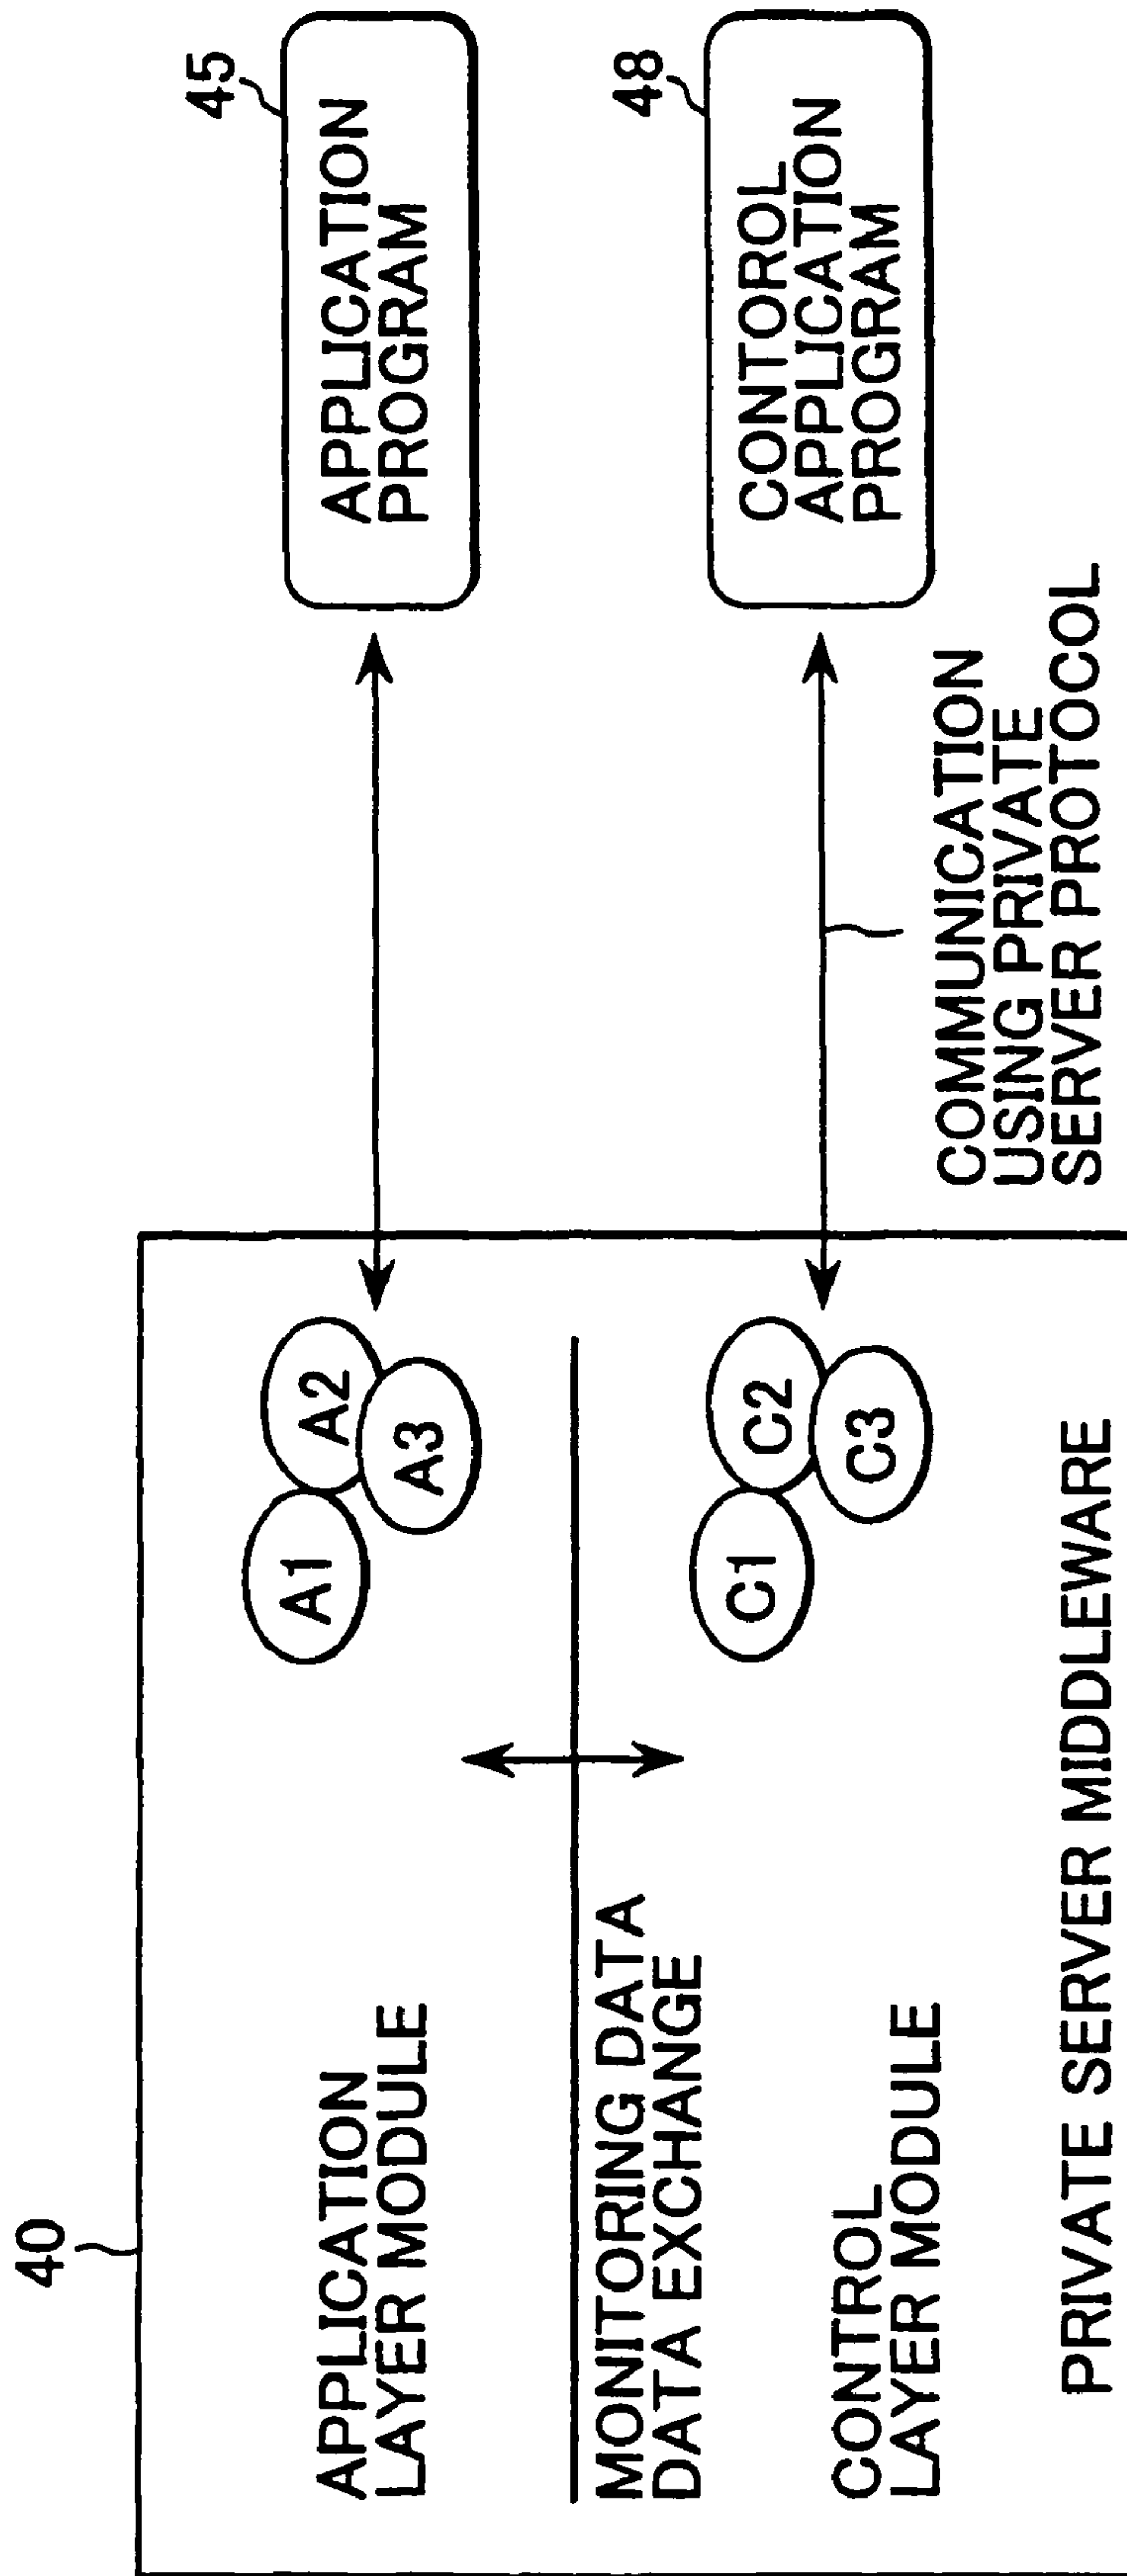 40
APPLICATION
LAYER MODULE
A1
A2
A3
MONITORING DATA
DATA EXCHANGE
CONTROL
LAYER MODULE
C1
C2
C3
PRIVATE SERVER MIDDLEWARE
45
APPLICATION
PROGRAM
48
CONTOROL
APPLICATION
PROGRAM
COMMUNICATION
USING PRIVATE
SERVER PROTOCOL